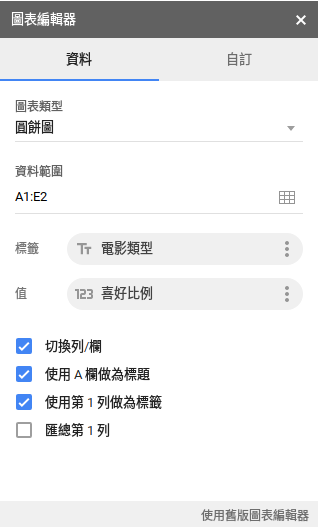 圖表編輯器
資料
自訂
圖表類型
圓餅圖
資料範圍
A1:E2
標籤
Tт 電影類型
值
123 喜好比例
切換列/欄
使用 A 欄做為標題
使用第 1 列做為標籤
匯總第 1 列
使用舊版圖表編輯器